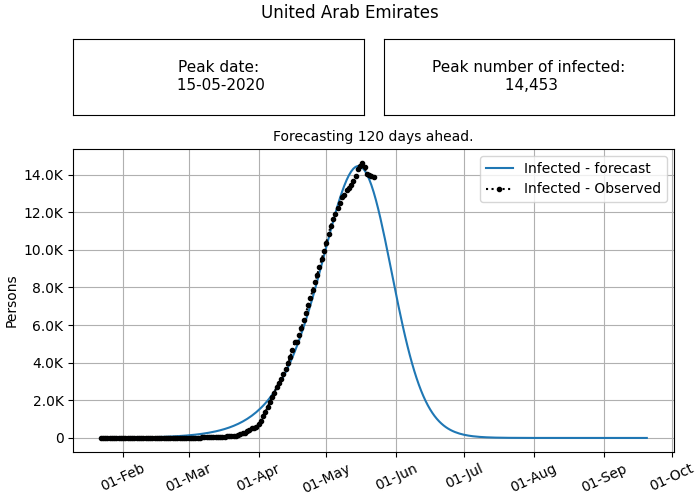 United Arab Emirates
Peak date:
15-05-2020
Peak number of infected:
14,453
Forecasting 120 days ahead.
Infected - forecast
Infected - Observed
Persons
14.0K
12.0K
10.0K
8.0K
6.0K
4.0K
2.0K
0
01-Feb
01-Mar
01-Apr
01-May
01-Jun
01-Jul
01-Aug
01-Sep
01-Oct